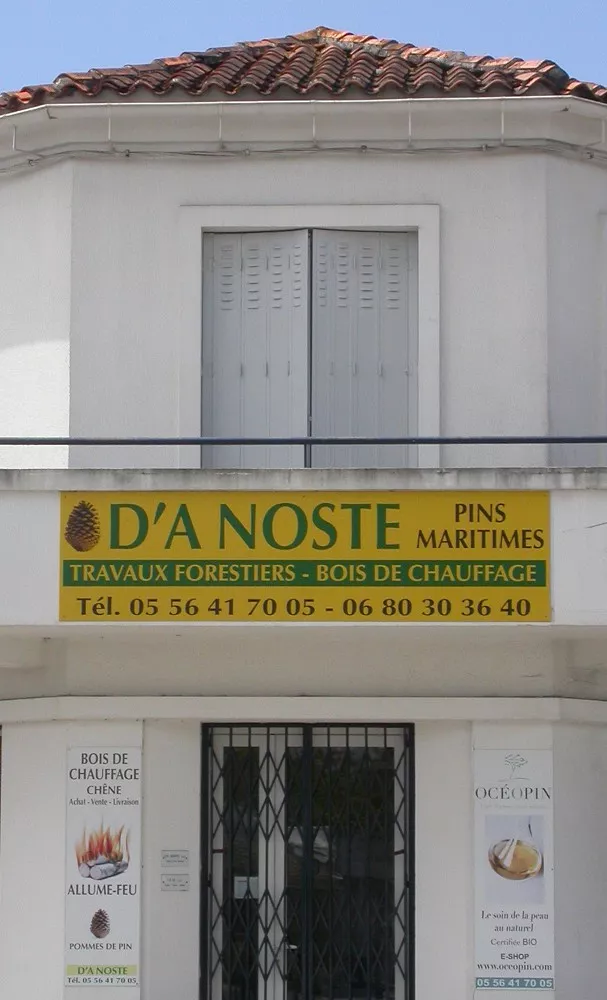 D'A NOSTE
PINS
MARITIMES
TRAVAUX FORESTIERS - BOIS DE CHAUFFAGE
Tél. 05 56 41 70 05 - 06 80 30 36 40
BOIS DE
CHAUFFAGE
CHÊNE
Achat - Vente - Livraison
ALLUME-FEU
POMMES DE PIN
D'A NOSTE
Tél. 05 56 41 70 05
OCÉOPIN
Le soin de la peau
au naturel
Certifiée BIO
E-SHOP
www.oceopin.com
05 56 41 70 05